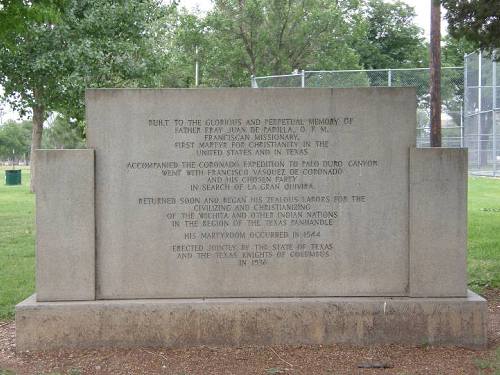 BUILT TO THE GLORIOUS AND PERPETUAL MEMORY OF
FATHER FRAY JUAN DE PADILLA, O. F. M.
FRANCISCAN MISSIONARY,
FIRST MARTYR FOR CHRISTIANITY IN THE
UNITED STATES AND IN TEXAS
ACCOMPANIED THE CORONADO EXPEDITION TO PALO DURO CANYON
WENT WITH FRANCISCO VASQUEZ DE CORONADO
AND HIS CHOSEN PARTY
IN SEARCH OF LA GRAN QUIVIRA
RETURNED SOON AND BEGAN HIS ZEALOUS LABORS FOR THE
CIVILIZING AND CHRISTIANIZING
OF THE WICHITA AND OTHER INDIAN NATIONS
IN THE REGION OF THE TEXAS PANHANDLE
HIS MARTYRDOM OCCURRED IN 1544
ERECTED JOINTLY BY THE STATE OF TEXAS
AND THE TEXAS KNIGHTS OF COLUMBUS
IN 1936